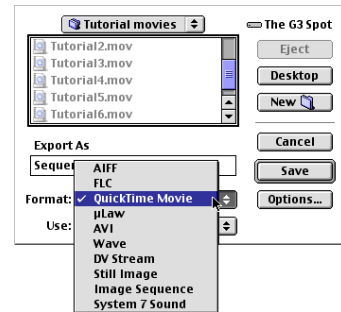 Tutorial movies
The G3 Spot
Tutorial2.mov
Tutorial3.mov
Tutorial4.mov
Tutorial5.mov
Tutorial6.mov
Eject
Desktop
New
Cancel
Save
Options...
Export As
Sequen
Format:
Use:
AIFF
FLC
✓ QuickTime Movie
µLaw
AVI
Wave
DV Stream
Still Image
Image Sequence
System 7 Sound